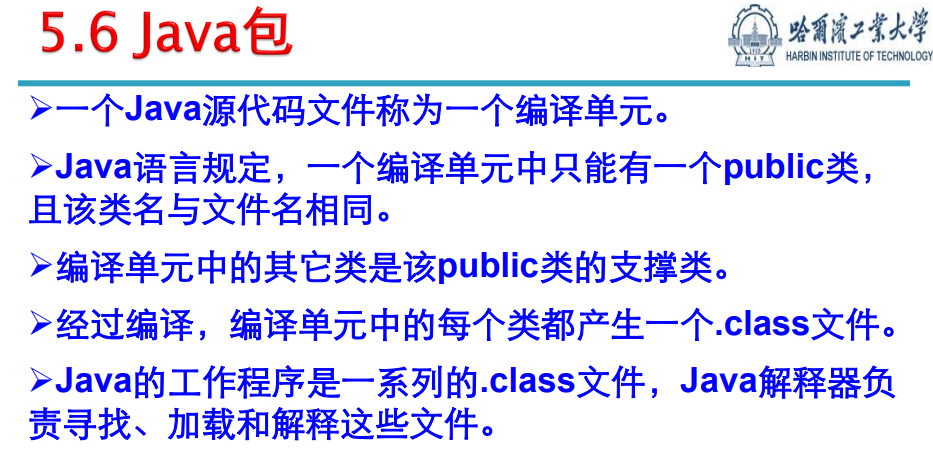 5.6 Java包
哈尔滨工业大学
HARBIN INSTITUTE OF TECHNOLOGY
HIT
➢一个Java源代码文件称为一个编译单元。
➢Java语言规定，一个编译单元中只能有一个public类，
且该类名与文件名相同。
➢编译单元中的其它类是该public类的支撑类。
➢经过编译，编译单元中的每个类都产生一个.class文件。
➢Java的工作程序是一系列的.class文件，Java解释器负
责寻找、加载和解释这些文件。